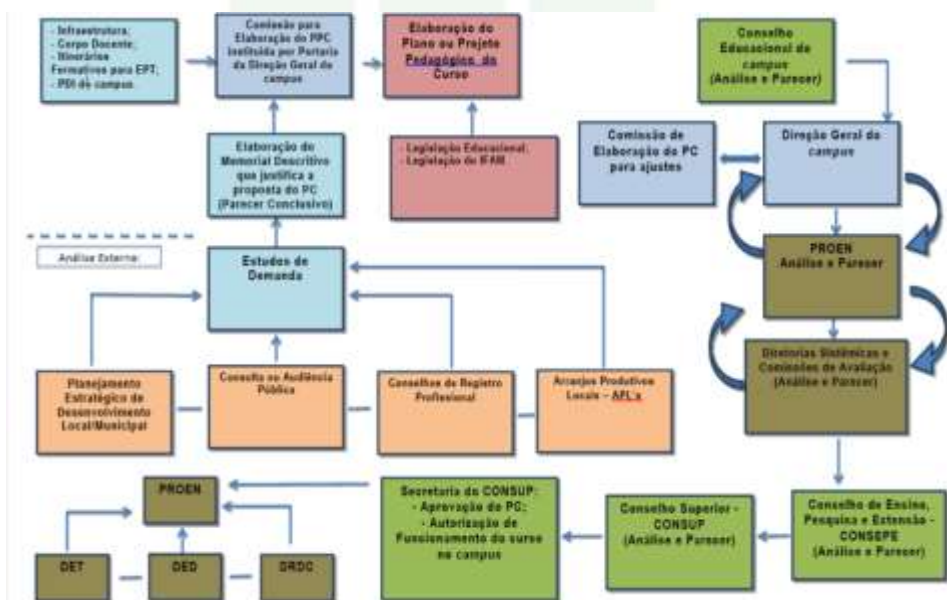 - Infraestrutura;
- Corpo Docente;
- Itinerários
Formativos para EPT;
- PDI do campus
Comissão para
Elaboração do PPC
instituída por Portaria
da Direção Geral do
campus
Elaboração do
Plano ou Projeto
Pedagógico do
Curso
Conselho
Educacional do
campus
(Análise e Parecer)
Elaboração do
Memorial Descritivo
que justifica a
proposta do PC
(Parecer Conclusivo)
- Legislação Educacional;
- Legislação do IFAM
Comissão de
Elaboração do PC
para ajustes
Direção Geral do
campus
Análise Externa:
Estudos de
Demanda
PROEN
Análise e Parecer
Diretorias Sistêmicas e
Comissões de Avaliação
(Análise e Parecer)
Planejamento
Estratégico de
Desenvolvimento
Local/Municipal
Consulta ou Audiência
Pública
Conselhos de Registro
Profissional
Arranjos Produtivos
Locais – APL's
PROEN
DET
DED
DRDC
Secretaria do CONSUP:
- Aprovação do PC;
- Autorização de
Funcionamento do curso
no campus
Conselho Superior -
CONSUP
(Análise e Parecer)
Conselho de Ensino,
Pesquisa e Extensão -
CONSEPE
(Análise e Parecer)